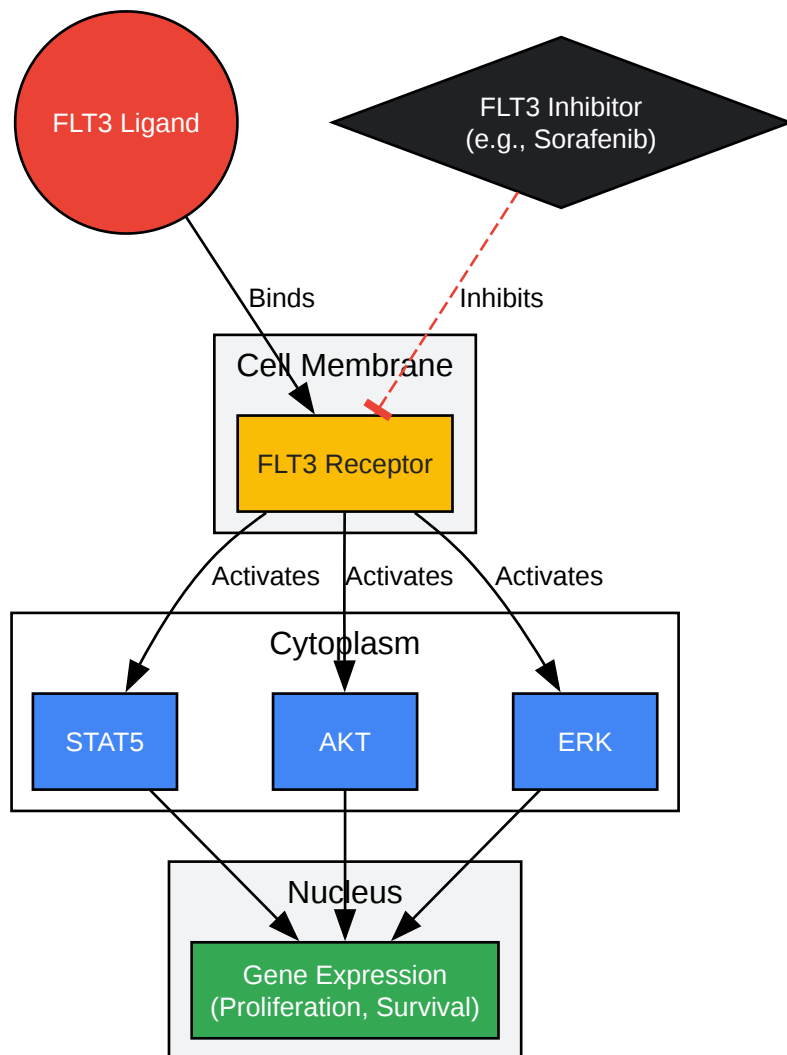 FLT3 Ligand
FLT3 Inhibitor
(e.g., Sorafenib)
Binds
Inhibits
Cell Membrane
FLT3 Receptor
Activates
Activates
Activates
Cytoplasm
STAT5
AKT
ERK
Nucleus
Gene Expression
(Proliferation, Survival)